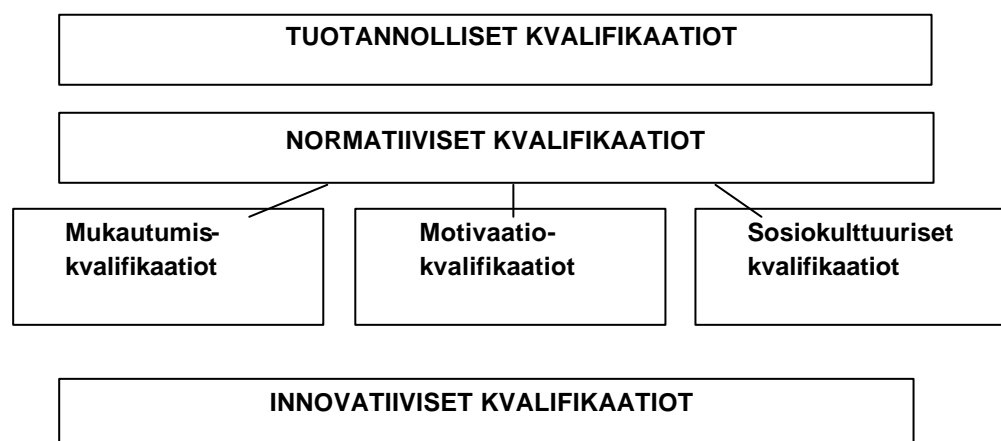 TUOTANNOLLISET KVALIFIKAATIOT
NORMATIIVISET KVALIFIKAATIOT
Mukautumis-
kvalifikaatiot
Motivaatio-
kvalifikaatiot
Sosiokulttuuriset
kvalifikaatiot
INNOVATIIVISET KVALIFIKAATIOT